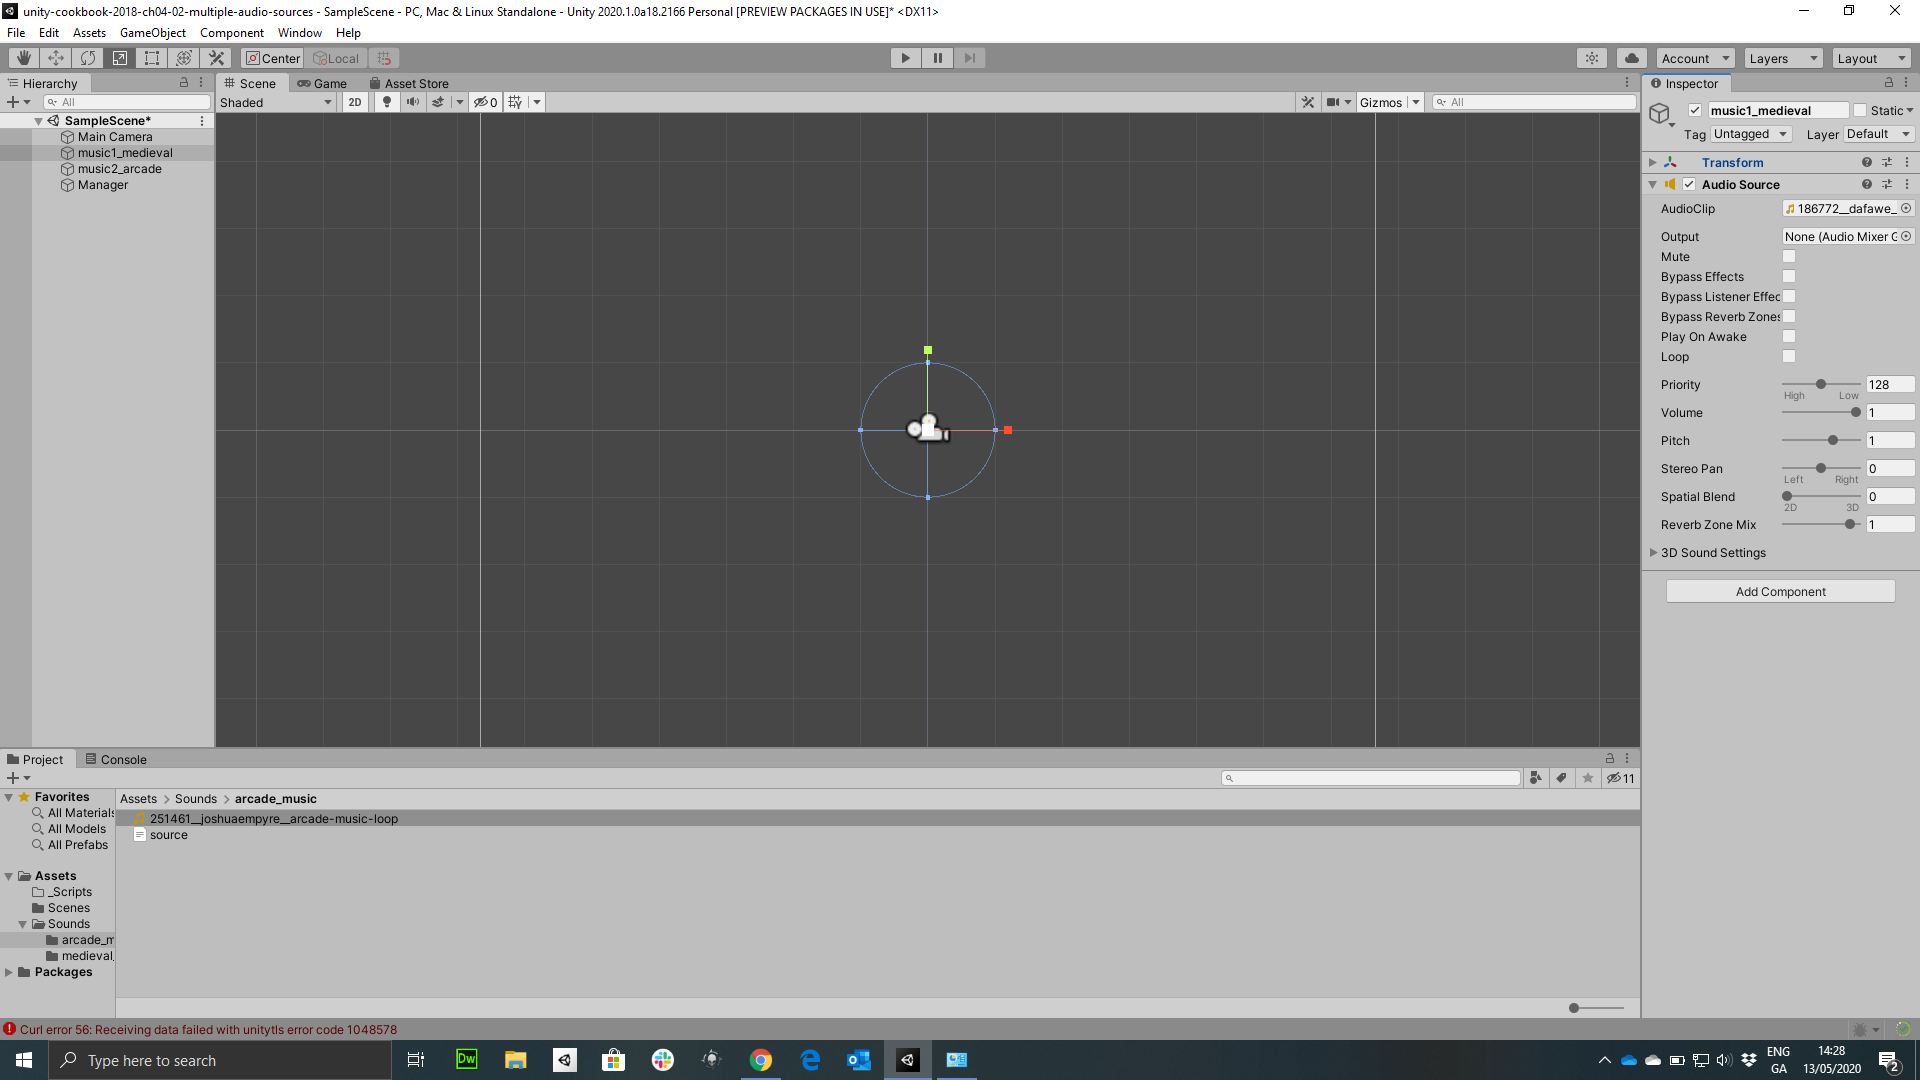 unity-cookbook-2018-ch04-02-multiple-audio-sources - SampleScene - PC, Mac & Linux Standalone - Unity 2020.1.0a18.2166 Personal [PREVIEW PACKAGES IN USE]* <DX11>
File Edit Assets GameObject Component Window Help
Center Local Account Layers Layout
Hierarchy
All
SampleScene*
Main Camera
music1_medieval
music2_arcade
Manager
Scene Game Asset Store
Shaded 2D 0 Gizmos All
Inspector
music1_medieval Static
Tag Untagged Layer Default
Transform
Audio Source
AudioClip 186772__dafawe_
Output None (Audio Mixer G
Mute
Bypass Effects
Bypass Listener Effec
Bypass Reverb Zones
Play On Awake
Loop
Priority 128
High Low
Volume 1
Pitch 1
Stereo Pan 0
Left Right
Spatial Blend 0
2D 3D
Reverb Zone Mix 1
3D Sound Settings
Add Component
Project Console
11
Favorites
All Materials
All Models
All Prefabs
Assets
_Scripts
Scenes
Sounds
arcade_m
medieval_
Packages
Assets > Sounds > arcade_music
251461__joshuaempyre__arcade-music-loop
source
Curl error 56: Receiving data failed with unitytls error code 1048578
Type here to search
Dw
ENG
GA
14:28
13/05/2020
2